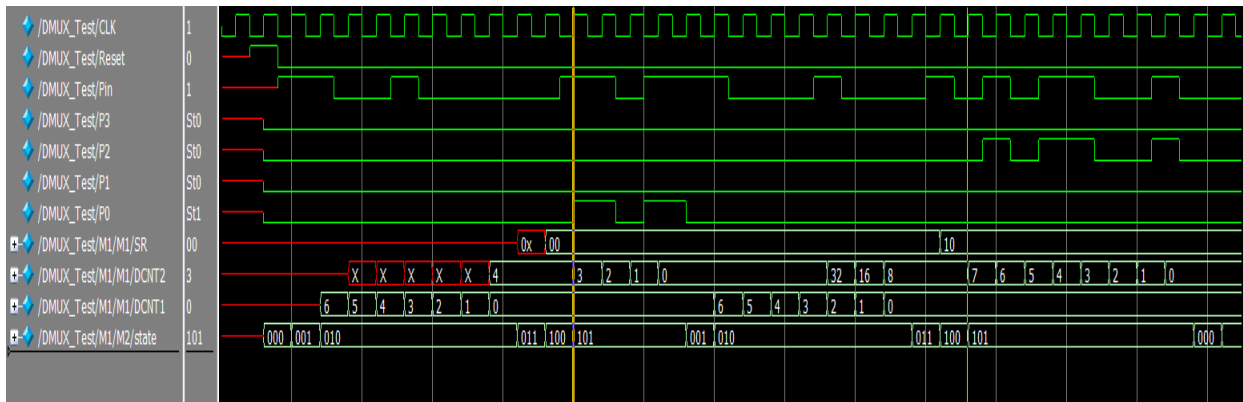 /DMUX_Test/CLK 1
/DMUX_Test/Reset 0
/DMUX_Test/Pin 1
/DMUX_Test/P3 St0
/DMUX_Test/P2 St0
/DMUX_Test/P1 St0
/DMUX_Test/P0 St1
/DMUX_Test/M1/M1/SR 00 0x 00 10
/DMUX_Test/M1/M1/DCNT2 3 X X X X X 4 3 2 1 0 32 16 8 7 6 5 4 3 2 1 0
/DMUX_Test/M1/M1/DCNT1 0 6 5 4 3 2 1 0 6 5 4 3 2 1 0
/DMUX_Test/M1/M2/state 101 000 001 010 011 100 101 001 010 011 100 101 000